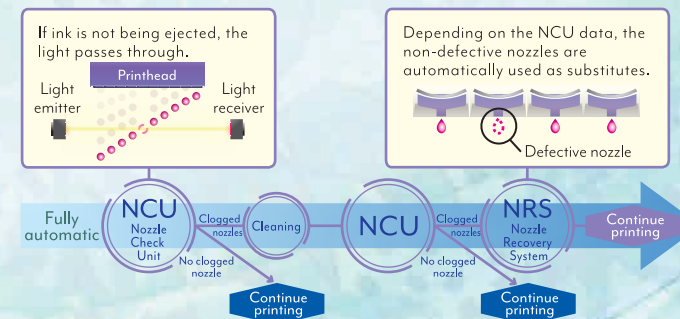 If ink is not being ejected, the
light passes through.
Printhead
Light
emitter
Light
receiver
Depending on the NCU data, the
non-defective nozzles are
automatically used as substitutes.
Defective nozzle
Fully
automatic
NCU
Nozzle
Check
Unit
Clogged
nozzles
No clogged
nozzle
Cleaning
Continue
printing
NCU
Clogged
nozzles
No clogged
nozzle
NRS
Nozzle
Recovery
System
Continue
printing
Continue
printing